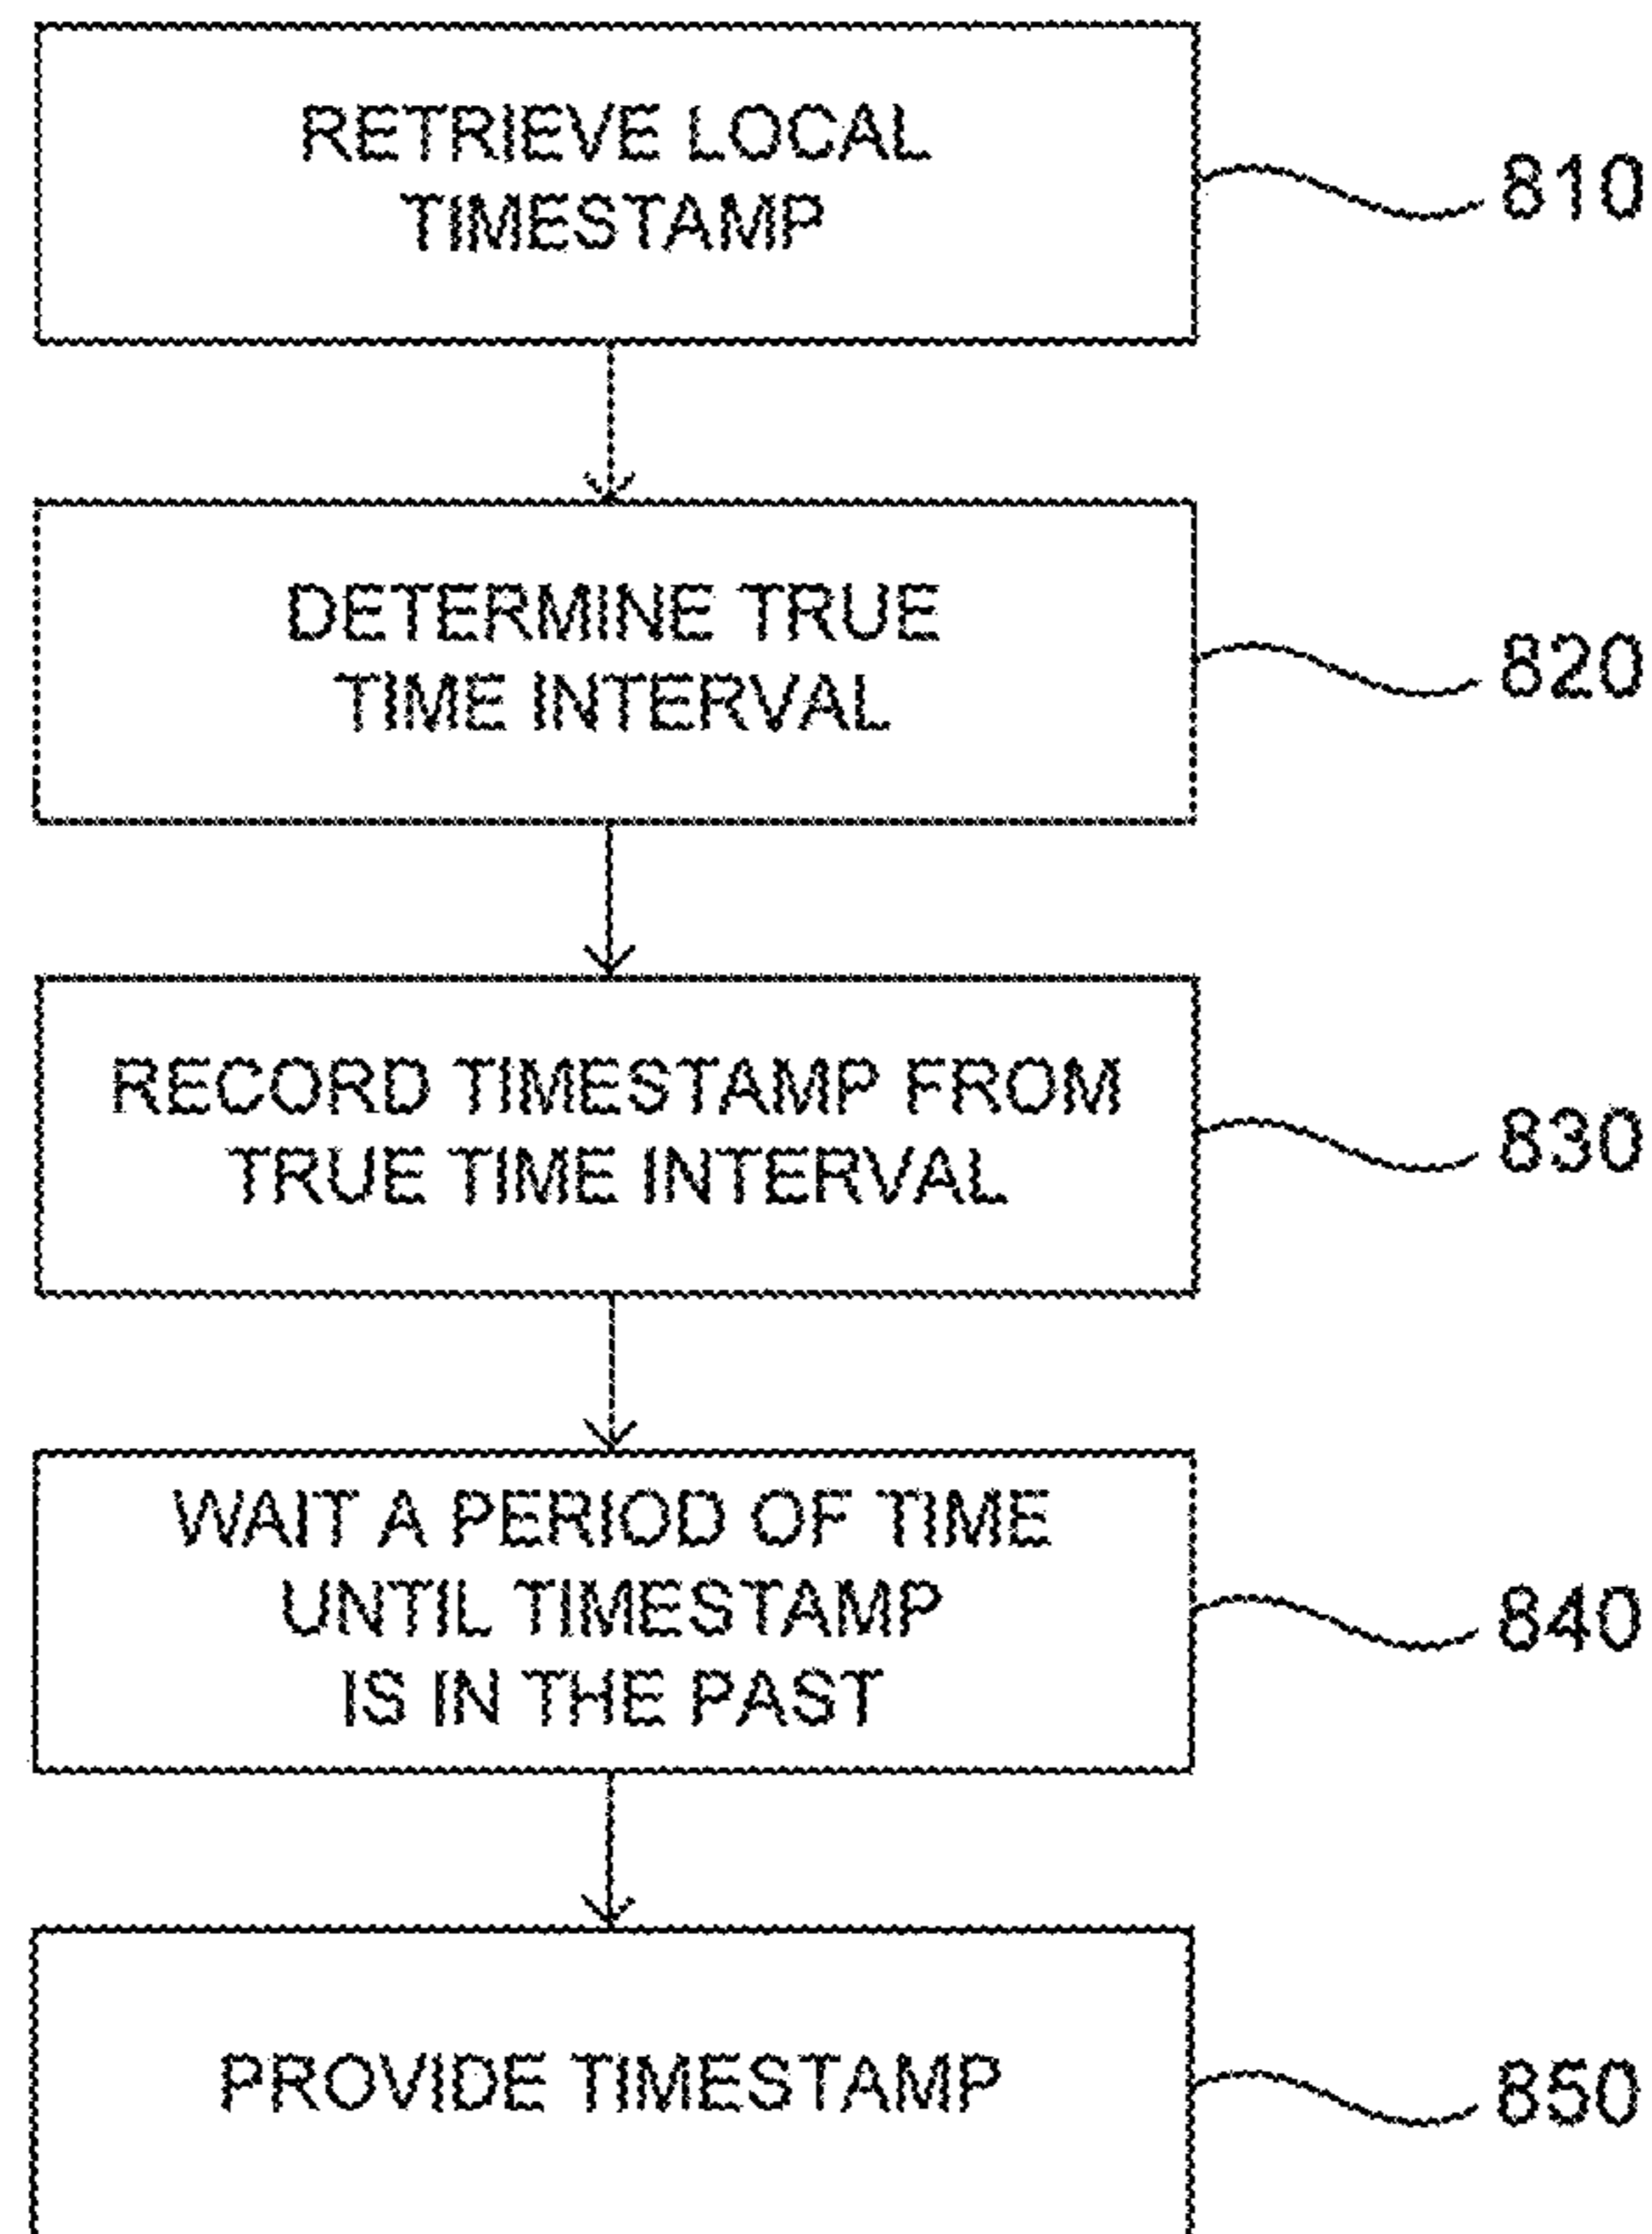 RETRIEVE LOCAL
TIMESTAMP
810
DETERMINE TRUE
TIME INTERVAL
820
RECORD TIMESTAMP FROM
TRUE TIME INTERVAL
830
WAIT A PERIOD OF TIME
UNTIL TIMESTAMP
IS IN THE PAST
840
PROVIDE TIMESTAMP
850